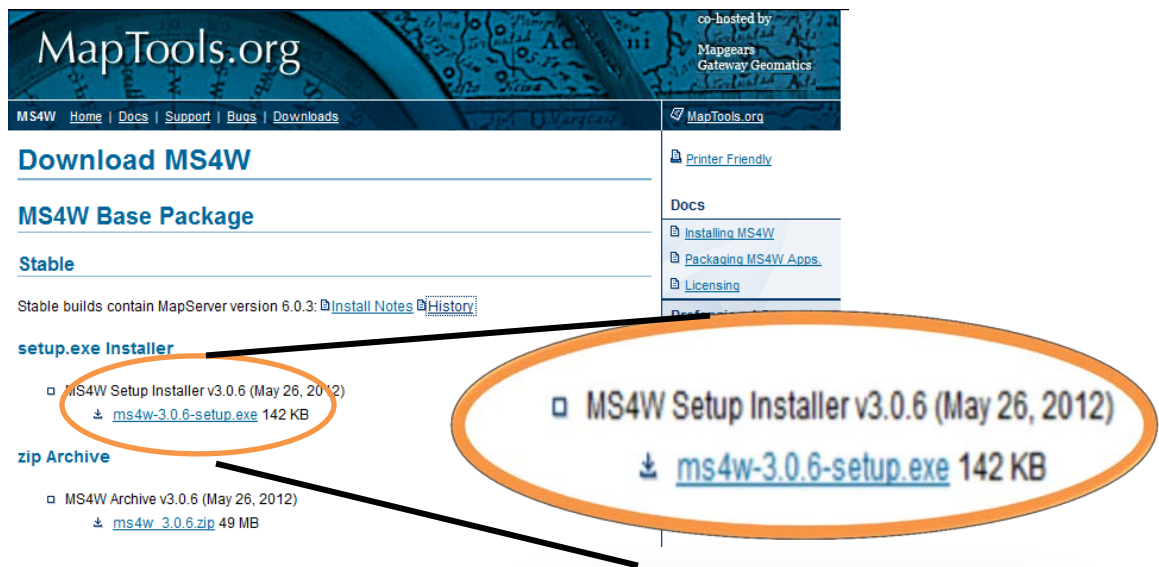 MapTools.org
co-hosted by
Mapgears
Gateway Geomatics
MS4W Home | Docs | Support | Bugs | Downloads
MapTools.org
Download MS4W
Printer Friendly
MS4W Base Package
Docs
Installing MS4W
Packaging MS4W Apps.
Licensing
Stable
Stable builds contain MapServer version 6.0.3: Install Notes History
setup.exe Installer
MS4W Setup Installer v3.0.6 (May 26, 2012)
ms4w-3.0.6-setup.exe 142 KB
zip Archive
MS4W Archive v3.0.6 (May 26, 2012)
ms4w_3.0.6.zip 49 MB
MS4W Setup Installer v3.0.6 (May 26, 2012)
ms4w-3.0.6-setup.exe 142 KB